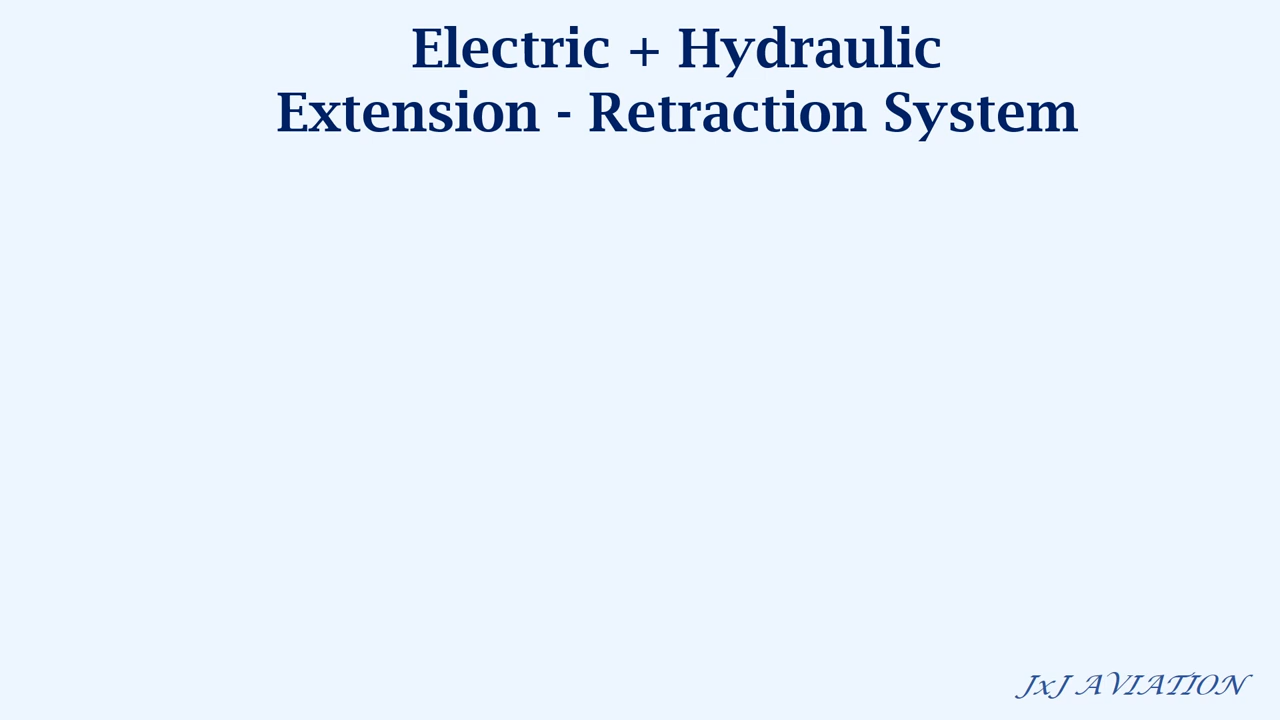 Electric + Hydraulic
Extension - Retraction System
JxJ AVIATION